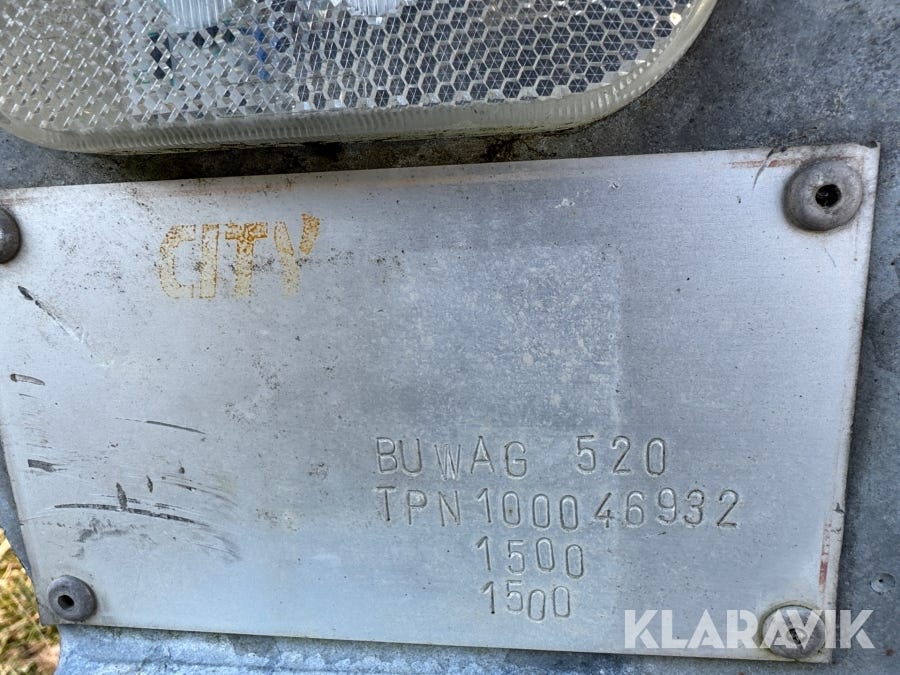 CITY
BUWAG 520
TPN100046932
1500
1500
KLARAVIK